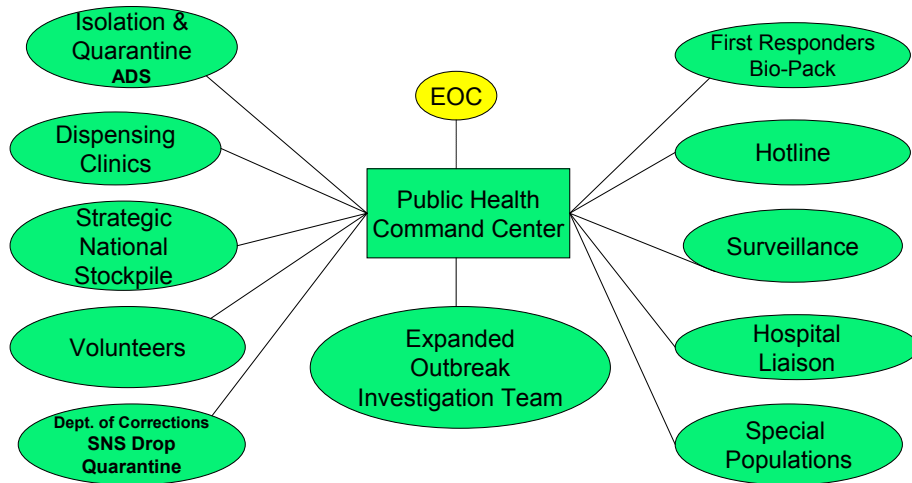 Isolation &
Quarantine
ADS
Dispensing
Clinics
Strategic
National
Stockpile
Volunteers
Dept. of Corrections
SNS Drop
Quarantine
EOC
Public Health
Command Center
Expanded
Outbreak
Investigation Team
First Responders
Bio-Pack
Hotline
Surveillance
Hospital
Liaison
Special
Populations